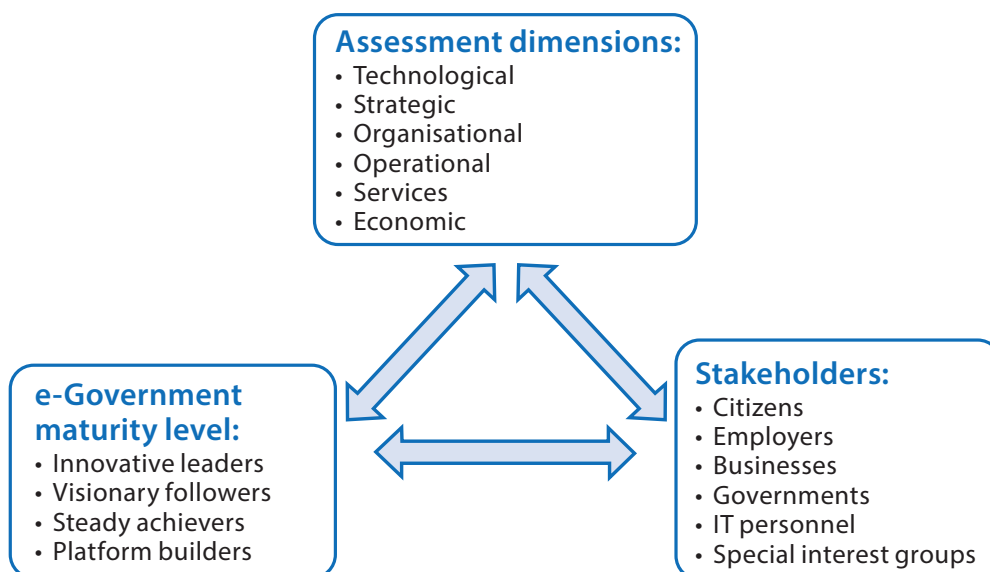 Assessment dimensions:
• Technological
• Strategic
• Organisational
• Operational
• Services
• Economic
e-Government
maturity level:
• Innovative leaders
• Visionary followers
• Steady achievers
• Platform builders
Stakeholders:
• Citizens
• Employers
• Businesses
• Governments
• IT personnel
• Special interest groups